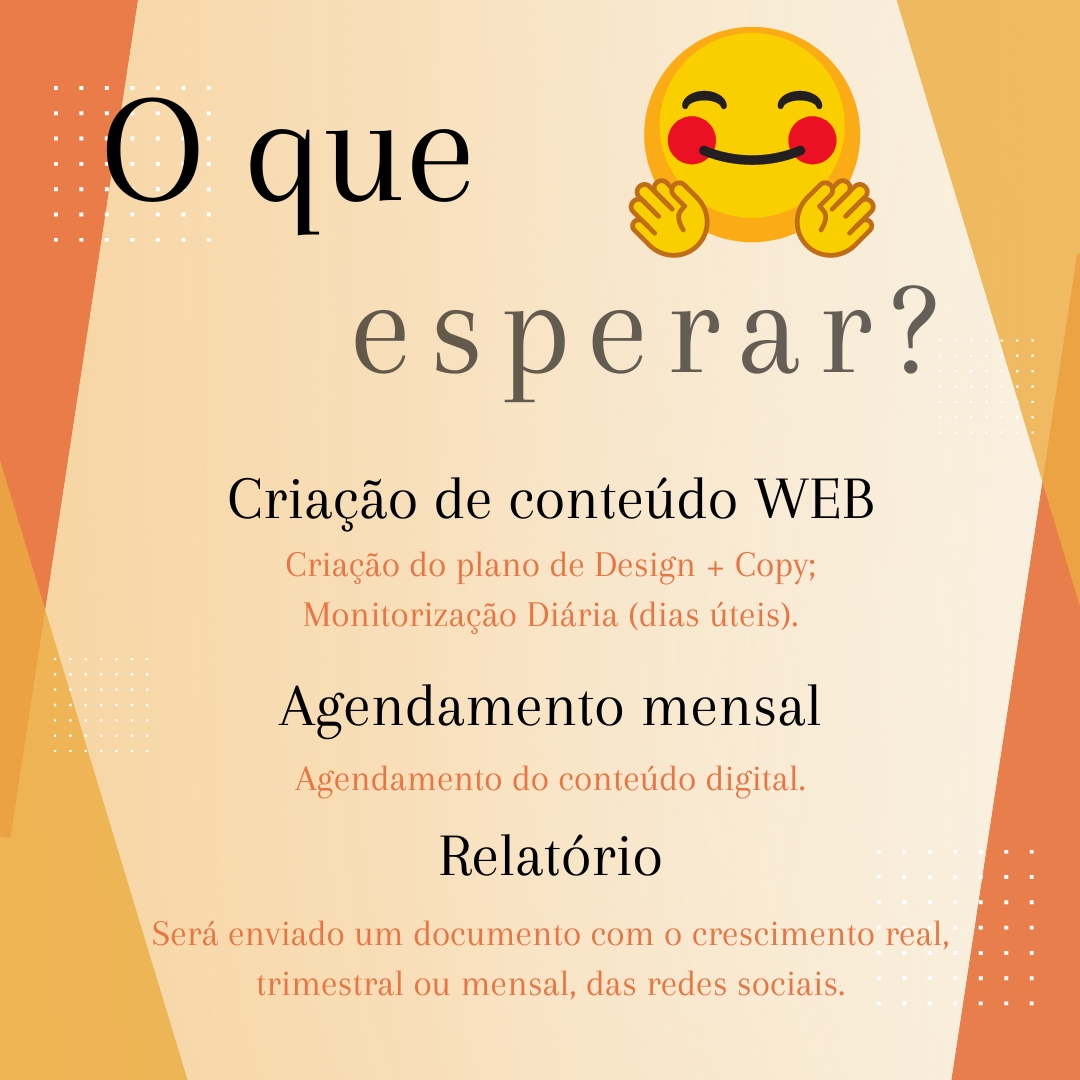 O que
esperar?
Criação de conteúdo WEB
Criação do plano de Design + Copy;
Monitorização Diária (dias úteis).
Agendamento mensal
Agendamento do conteúdo digital.
Relatório
Será enviado um documento com o crescimento real,
trimestral ou mensal, das redes sociais.